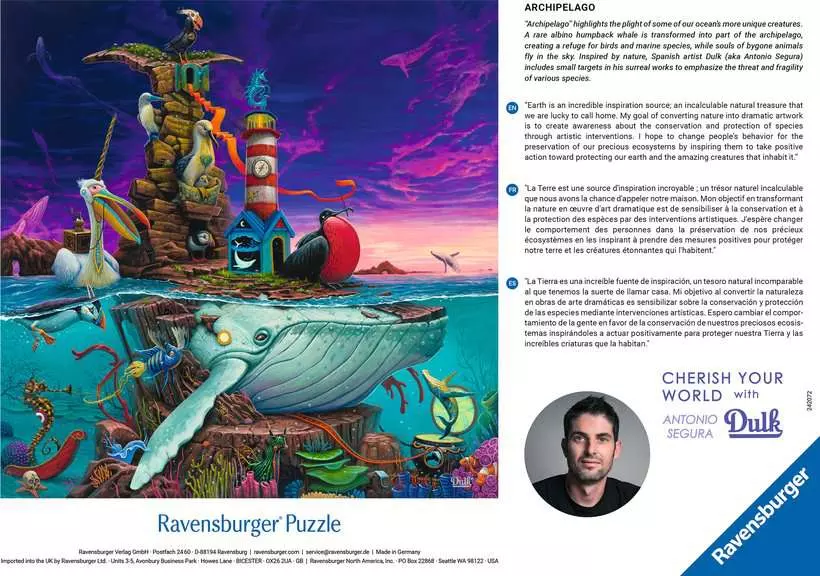 ARCHIPELAGO
"Archipelago" highlights the plight of some of our ocean's more unique creatures.
A rare albino humpback whale is transformed into part of the archipelago,
creating a refuge for birds and marine species, while souls of bygone animals
fly in the sky. Inspired by nature, Spanish artist Dulk (aka Antonio Segura)
includes small targets in his surreal works to emphasize the threat and fragility
of various species.
EN
"Earth is an incredible inspiration source; an incalculable natural treasure that
we are lucky to call home. My goal of converting nature into dramatic artwork
is to create awareness about the conservation and protection of species
through artistic interventions. I hope to change people's behavior for the
preservation of our precious ecosystems by inspiring them to take positive
action toward protecting our earth and the amazing creatures that inhabit it."
FR
"La Terre est une source d'inspiration incroyable ; un trésor naturel incalculable
que nous avons la chance d'appeler notre maison. Mon objectif en transformant
la nature en œuvre d'art dramatique est de sensibiliser à la conservation et à
la protection des espèces par des interventions artistiques. J'espère changer
le comportement des personnes dans la préservation de nos précieux
écosystèmes en les inspirant à prendre des mesures positives pour protéger
notre terre et les créatures étonnantes qui l'habitent."
ES
"La Tierra es una increíble fuente de inspiración, un tesoro natural incomparable
al que tenemos la suerte de llamar casa. Mi objetivo al convertir la naturaleza
en obras de arte dramáticas es sensibilizar sobre la conservación y protección
de las especies mediante intervenciones artísticas. Espero cambiar el compor-
tamiento de la gente en favor de la conservación de nuestros preciosos ecosis-
temas inspirándoles a actuar positivamente para proteger nuestra Tierra y las
increíbles criaturas que la habitan."
CHERISH YOUR
WORLD with
ANTONIO
SEGURA
Dulk
242072
Ravensburger
Dulk
Ravensburger® Puzzle
Ravensburger Verlag GmbH · Postfach 24 60 · D-88194 Ravensburg | ravensburger.com | service@ravensburger.de | Made in Germany
Imported into the UK by Ravensburger Ltd. · Units 3-5, Avonbury Business Park · Howes Lane · BICESTER · OX26 2UA · GB | Ravensburger North America, Inc. · PO BOX 22868 · Seattle WA 98122 · USA